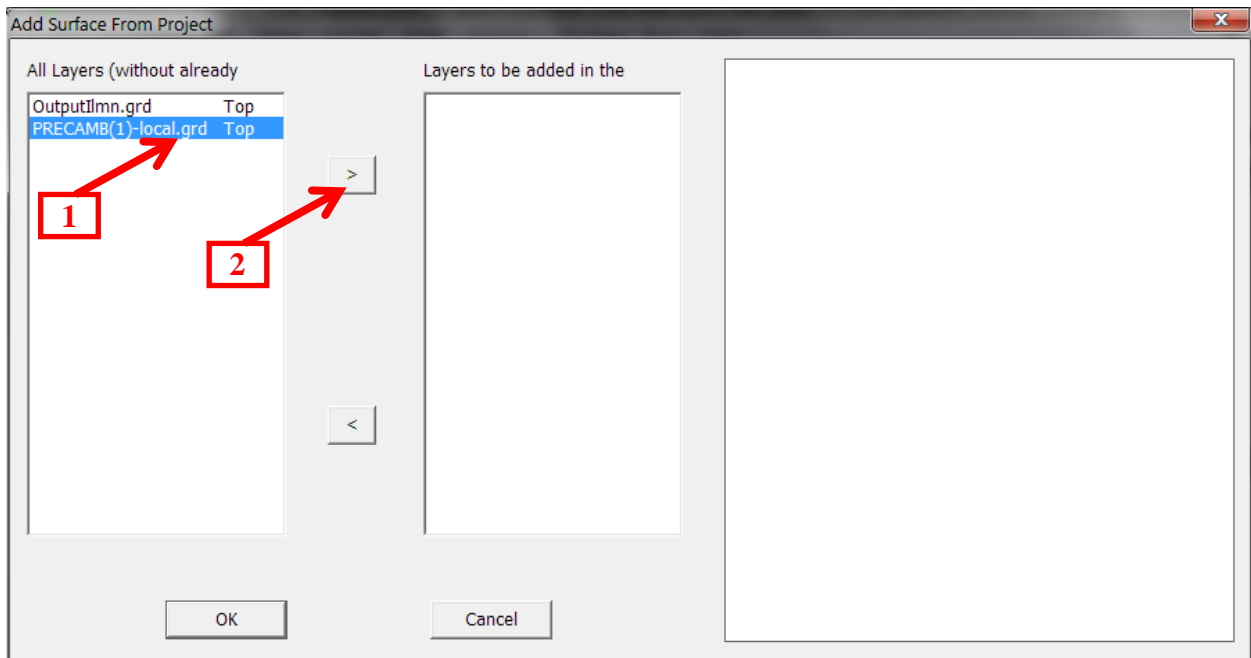 Add Surface From Project
All Layers (without already
Layers to be added in the
OutputIlmn.grd Top
PRECAMB(1)-local.grd Top
>
1
2
<
OK
Cancel